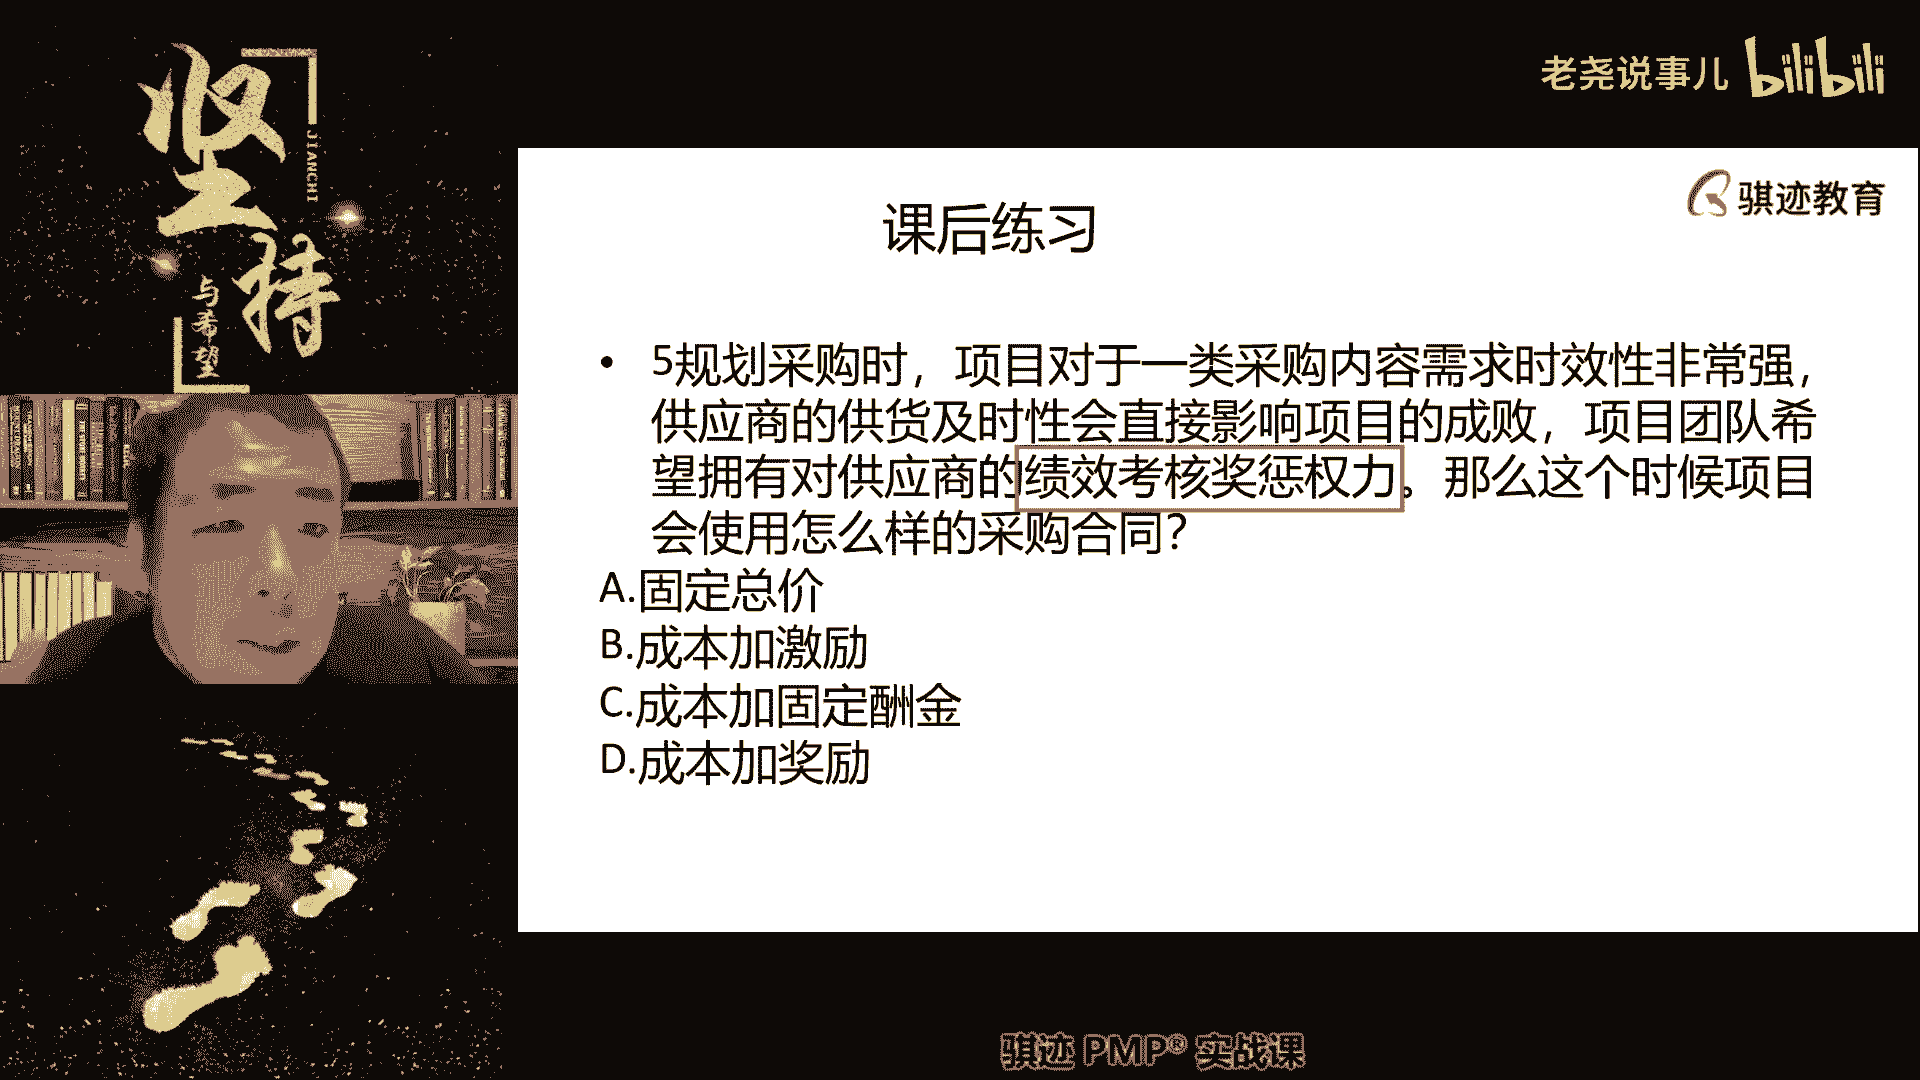 坚持
JIANCHI
与希望
老尧说事儿 bilibili
骐迹教育
课后练习
• 5规划采购时，项目对于一类采购内容需求时效性非常强，
供应商的供货及时性会直接影响项目的成败，项目团队希
望拥有对供应商的绩效考核奖惩权力。那么这个时候项目
会使用怎么样的采购合同？
A.固定总价
B.成本加激励
C.成本加固定酬金
D.成本加奖励
骐迹 PMP® 实战课